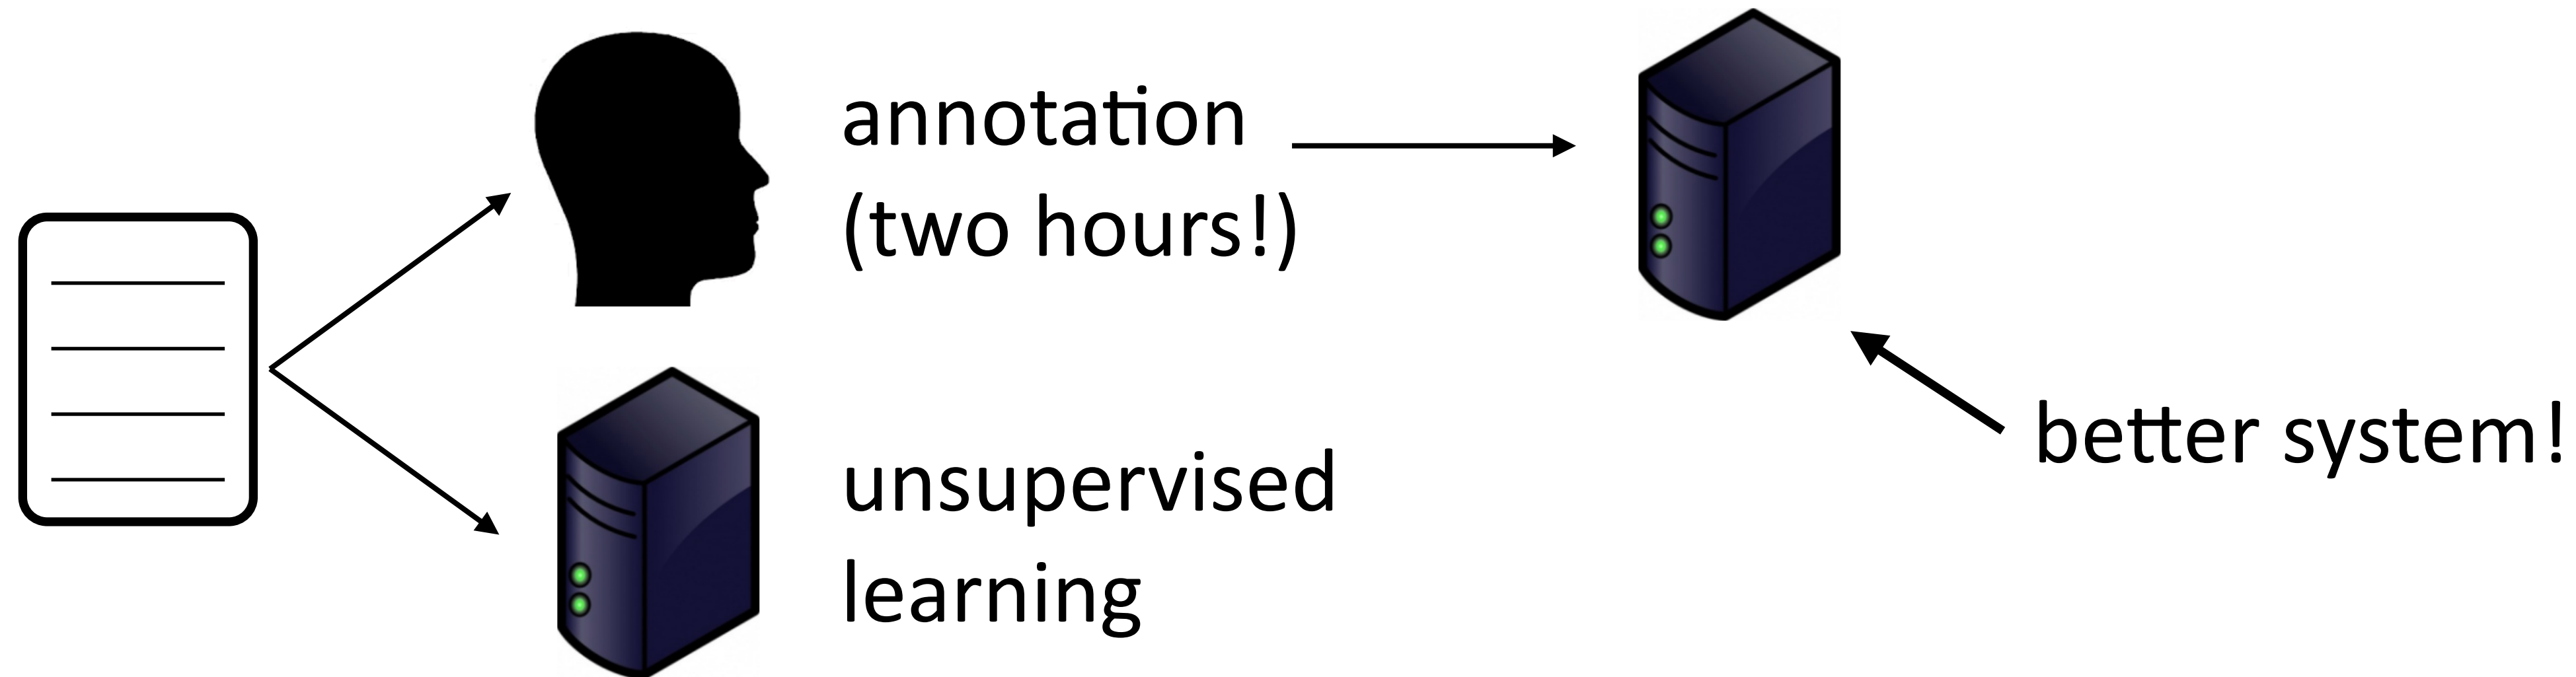 annotation
(two hours!)
unsupervised
learning
better system!